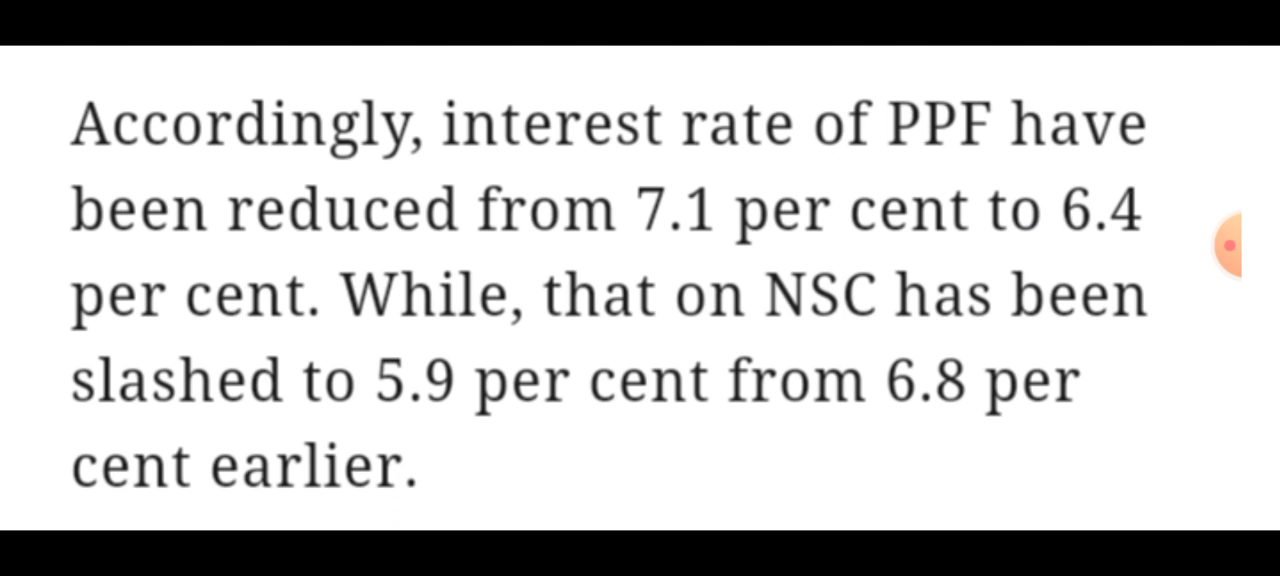 Accordingly, interest rate of PPF have
been reduced from 7.1 per cent to 6.4
per cent. While, that on NSC has been
slashed to 5.9 per cent from 6.8 per
cent earlier.